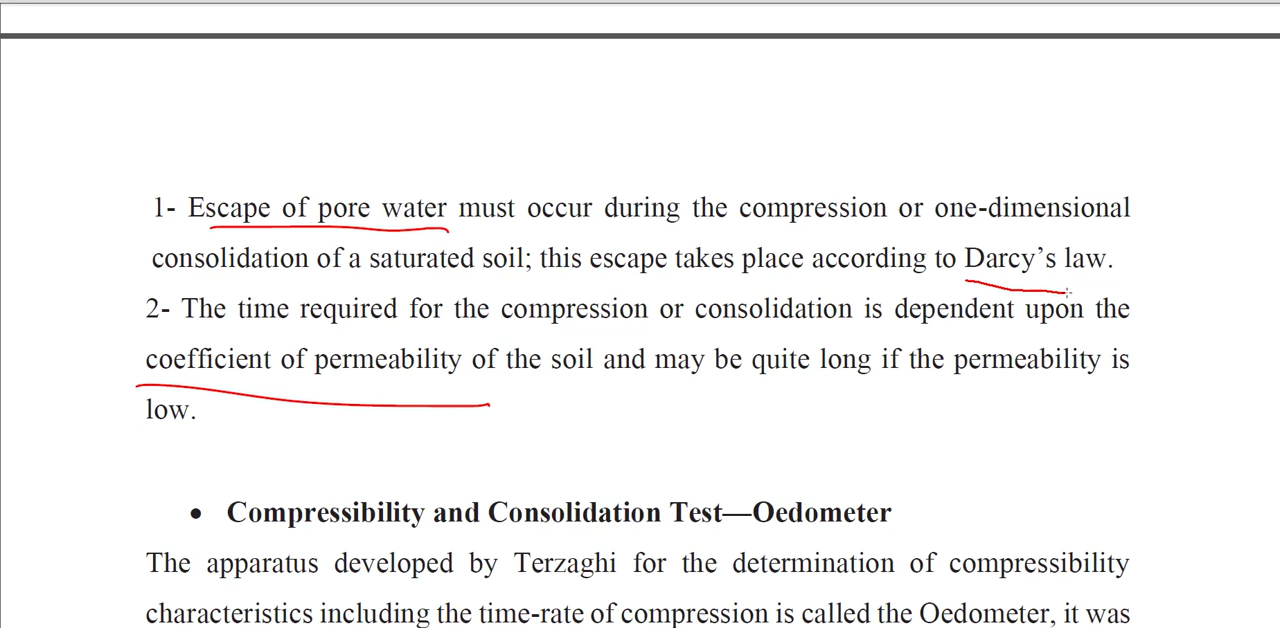 1- Escape of pore water must occur during the compression or one-dimensional
consolidation of a saturated soil; this escape takes place according to Darcy’s law.
2- The time required for the compression or consolidation is dependent upon the
coefficient of permeability of the soil and may be quite long if the permeability is
low.
• Compressibility and Consolidation Test—Oedometer
The apparatus developed by Terzaghi for the determination of compressibility
characteristics including the time-rate of compression is called the Oedometer, it was